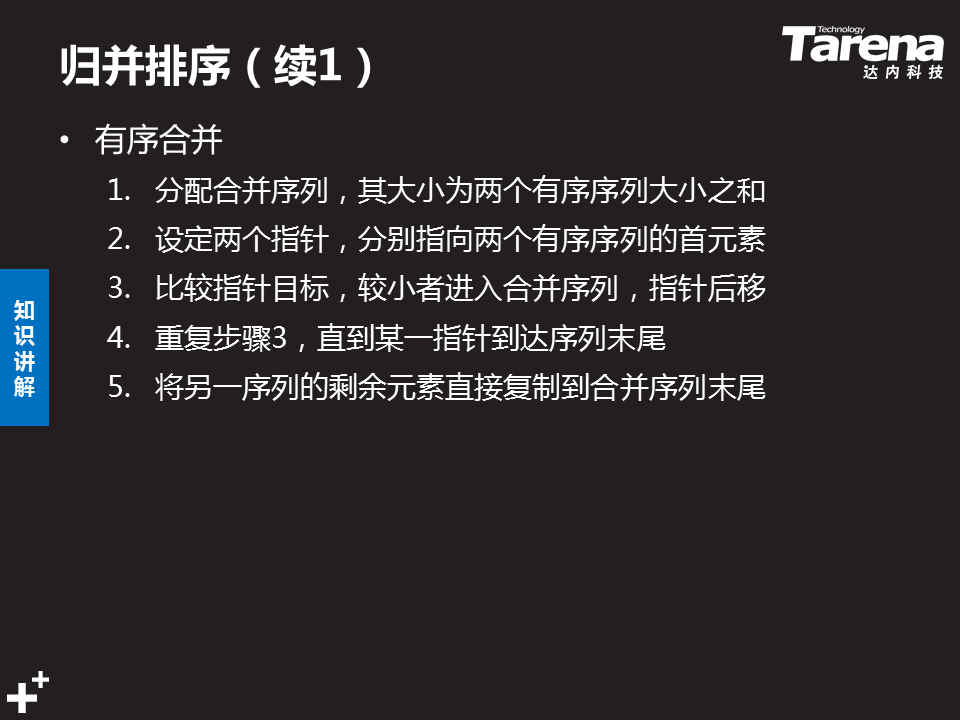 归并排序（续1）
Technology
Tarena
达内科技
• 有序合并
1. 分配合并序列，其大小为两个有序序列大小之和
2. 设定两个指针，分别指向两个有序序列的首元素
3. 比较指针目标，较小者进入合并序列，指针后移
4. 重复步骤3，直到某一指针到达序列末尾
5. 将另一序列的剩余元素直接复制到合并序列末尾
知
识
讲
解